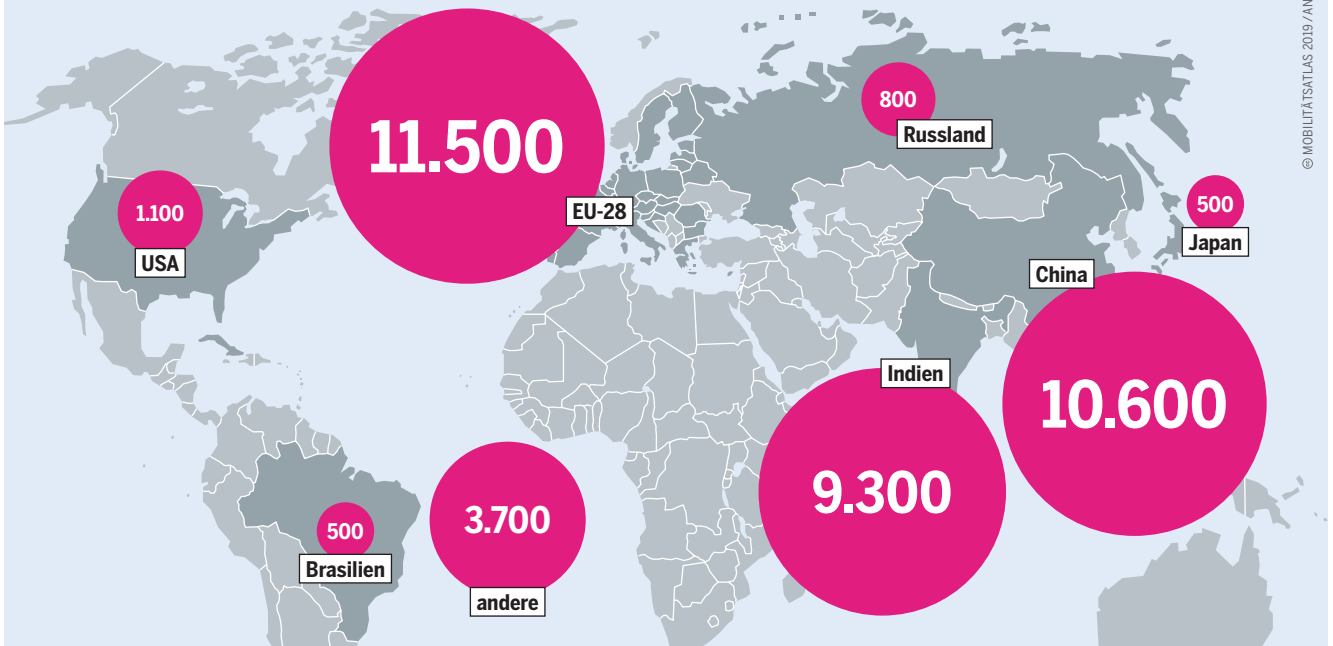 11.500
EU-28
800
Russland
1.100
USA
500
Japan
China
10.600
Indien
9.300
500
Brasilien
3.700
andere
MOBILITÄTSATLAS 2019 / AN